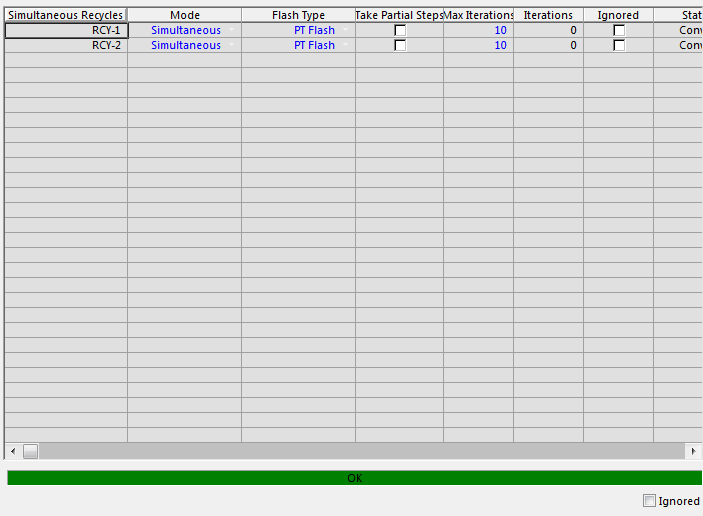 Simultaneous Recycles Mode Flash Type Take Partial Steps Max Iterations Iterations Ignored Stat
RCY-1 Simultaneous PT Flash 10 0 Conv
RCY-2 Simultaneous PT Flash 10 0 Conv
OK
Ignored